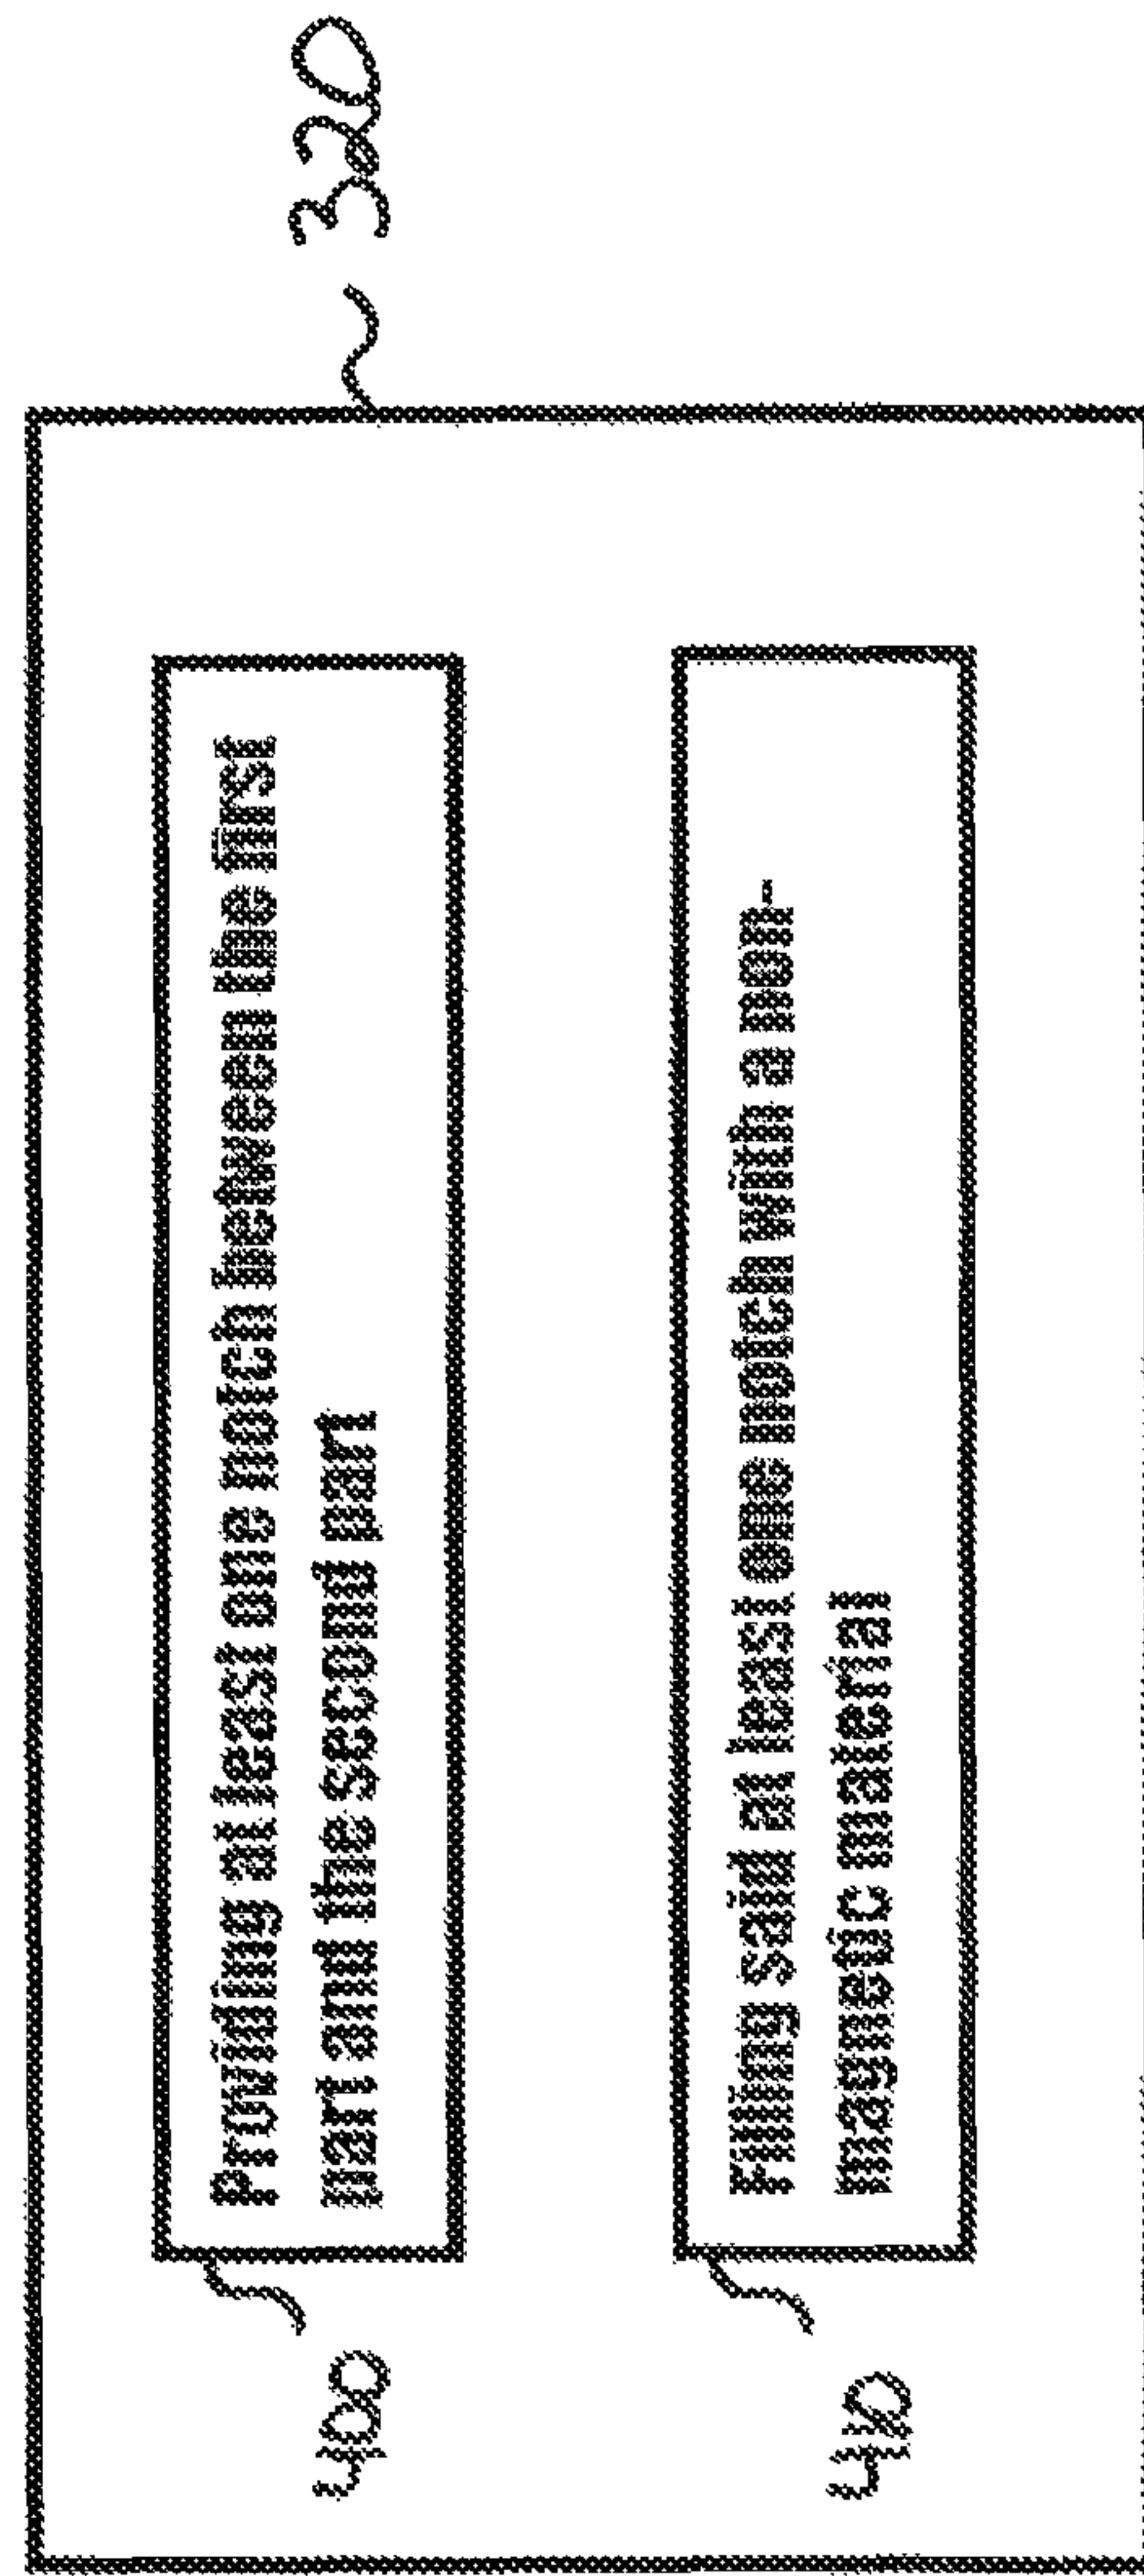 320
400
Providing at least one notch between the first
part and the second part
410
Filling said at least one notch with a non-
magnetic material